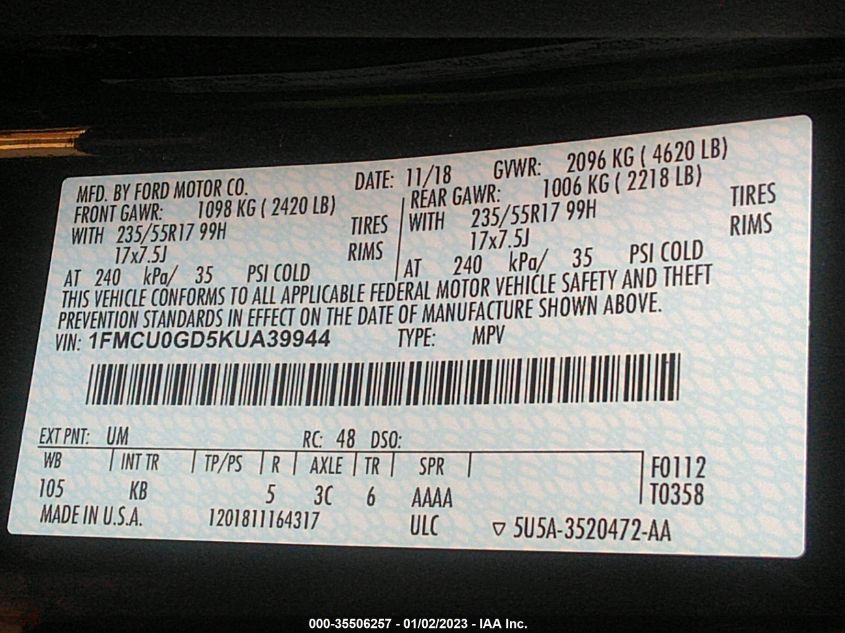 MFD. BY FORD MOTOR CO. DATE: 11/18 GVWR: 2096 KG ( 4620 LB)
FRONT GAWR: 1098 KG ( 2420 LB) REAR GAWR: 1006 KG ( 2218 LB)
WITH 235/55R17 99H TIRES WITH 235/55R17 99H TIRES
17x7.5J RIMS 17x7.5J RIMS
AT 240 kPa/ 35 PSI COLD AT 240 kPa/ 35 PSI COLD
THIS VEHICLE CONFORMS TO ALL APPLICABLE FEDERAL MOTOR VEHICLE SAFETY AND THEFT
PREVENTION STANDARDS IN EFFECT ON THE DATE OF MANUFACTURE SHOWN ABOVE.
VIN: 1FMCU0GD5KUA39944 TYPE: MPV
EXT PNT: UM RC: 48 DSO:
WB INT TR TP/PS R AXLE TR SPR F0112
105 KB 5 3C 6 AAAA T0358
MADE IN U.S.A. 1201811164317 ULC ▽ 5U5A-3520472-AA
000-35506257 - 01/02/2023 - IAA Inc.